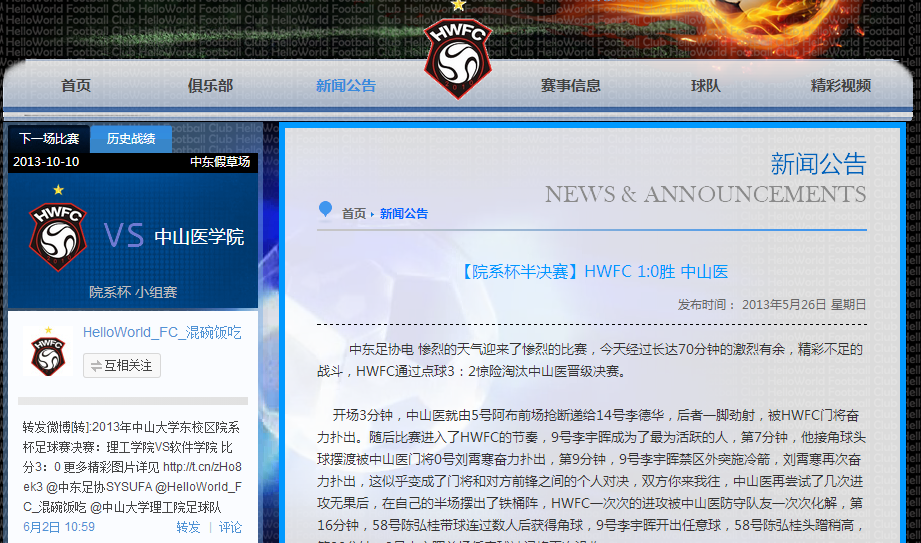 HWFC
首页
俱乐部
新闻公告
赛事信息
球队
精彩视频
下一场比赛
历史战绩
2013-10-10
中东假草场
HWFC
VS
中山医学院
院系杯 小组赛
HWFC
HelloWorld_FC_混碗饭吃
互相关注
转发微博[转]:2013年中山大学东校区院系
杯足球赛决赛：理工学院VS软件学院 比
分3：0 更多精彩图片详见 http://t.cn/zHo8
ek3 @中东足协SYSUFA @HelloWorld_F
C_混碗饭吃 @中山大学理工院足球队
6月2日 10:59
转发 | 评论
新闻公告
NEWS & ANNOUNCEMENTS
首页
新闻公告
【院系杯半决赛】HWFC 1:0胜 中山医
发布时间： 2013年5月26日 星期日
中东足协电 惨烈的天气迎来了惨烈的比赛，今天经过长达70分钟的激烈有余，精彩不足的
战斗，HWFC通过点球3：2惊险淘汰中山医晋级决赛。
开场3分钟，中山医就由5号阿布前场抢断递给14号李德华，后者一脚劲射，被HWFC门将奋
力扑出。随后比赛进入了HWFC的节奏，9号李宇晖成为了最为活跃的人，第7分钟，他接角球头
球摆渡被中山医门将0号刘霄寒奋力扑出，第9分钟，9号李宇晖禁区外突施冷箭，刘霄寒再次奋
力扑出，这似乎变成了门将和对方前锋之间的个人对决，双方你来我往，中山医再尝试了几次进
攻无果后，在自己的半场摆出了铁桶阵，HWFC一次次的进攻被中山医防守队友一次次化解，第
16分钟，58号陈弘桂带球连过数人后获得角球，9号李宇晖开出任意球，58号陈弘桂头蹭稍高，